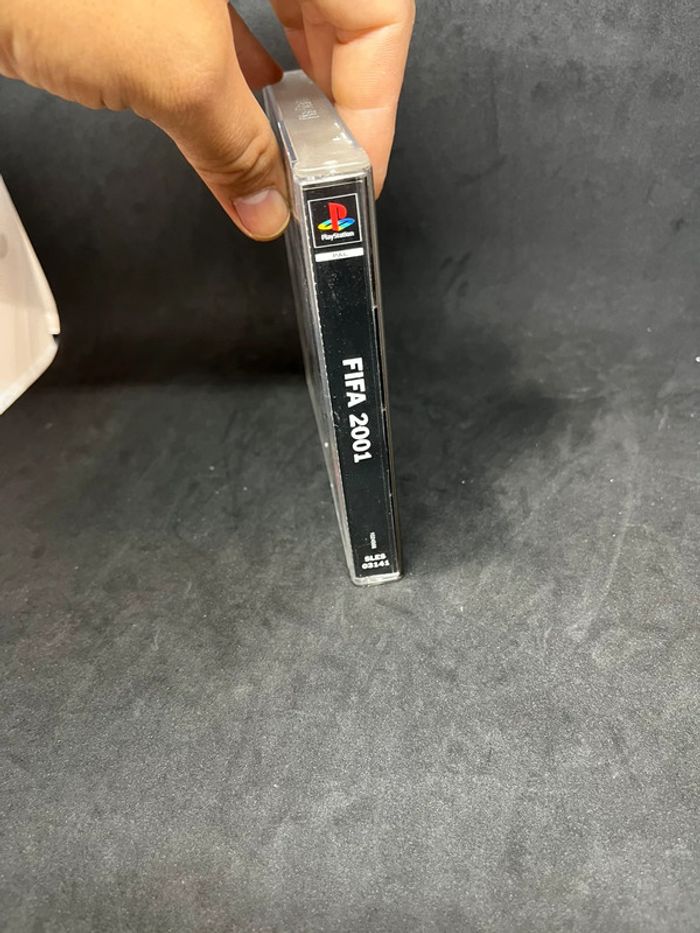 PlayStation
PAL
FIFA 2001
SLES
03141